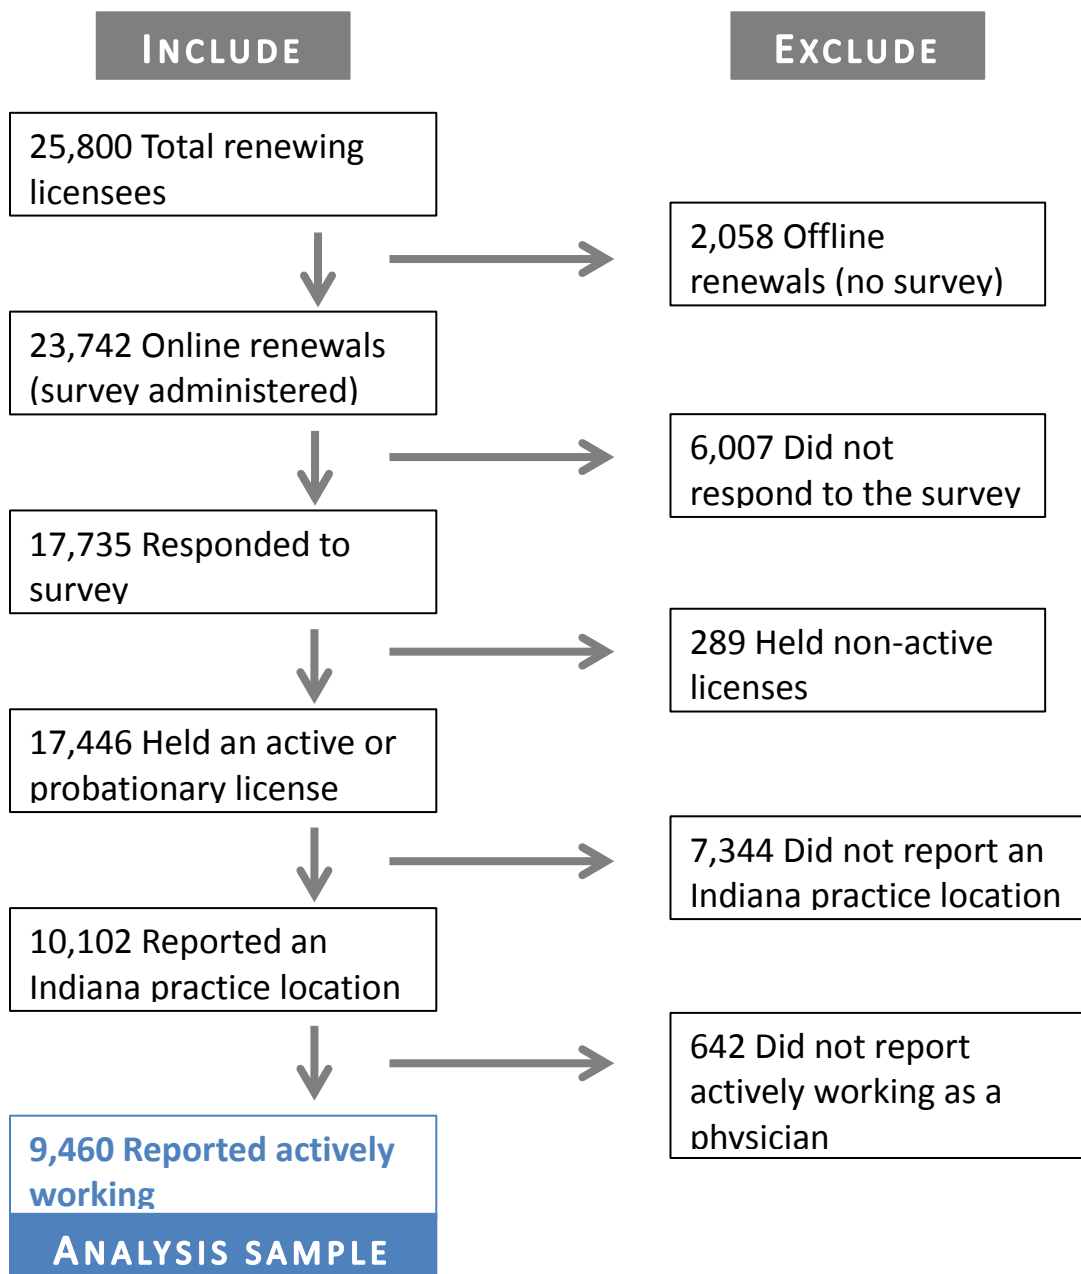 INCLUDE
EXCLUDE
25,800 Total renewing
licensees
2,058 Offline
renewals (no survey)
23,742 Online renewals
(survey administered)
6,007 Did not
respond to the survey
17,735 Responded to
survey
289 Held non-active
licenses
17,446 Held an active or
probationary license
7,344 Did not report an
Indiana practice location
10,102 Reported an
Indiana practice location
642 Did not report
actively working as a
physician
9,460 Reported actively
working
ANALYSIS SAMPLE